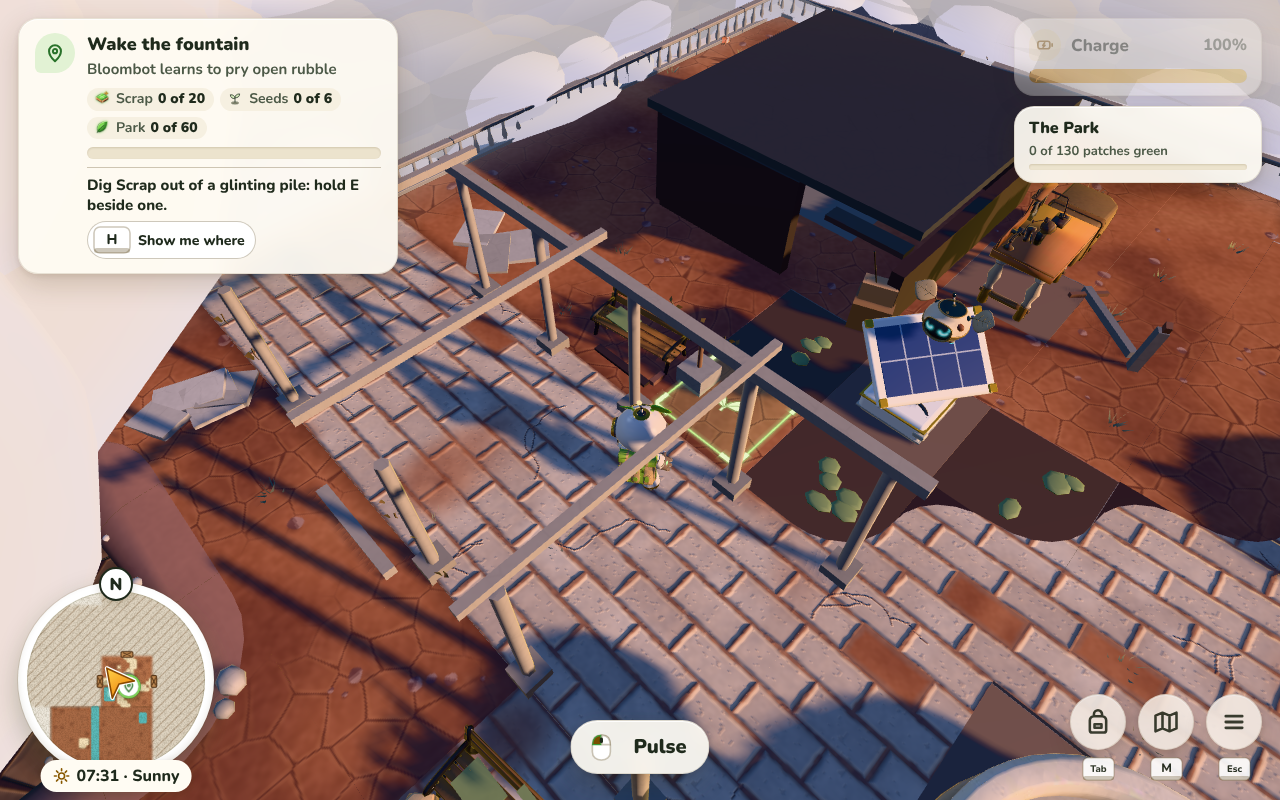 Wake the fountain
Bloombot learns to pry open rubble
Scrap 0 of 20 Seeds 0 of 6
Park 0 of 60
Dig Scrap out of a glinting pile: hold E
beside one.
H Show me where
Charge 100%
The Park
0 of 130 patches green
N
07:31 · Sunny
Pulse
Tab M Esc